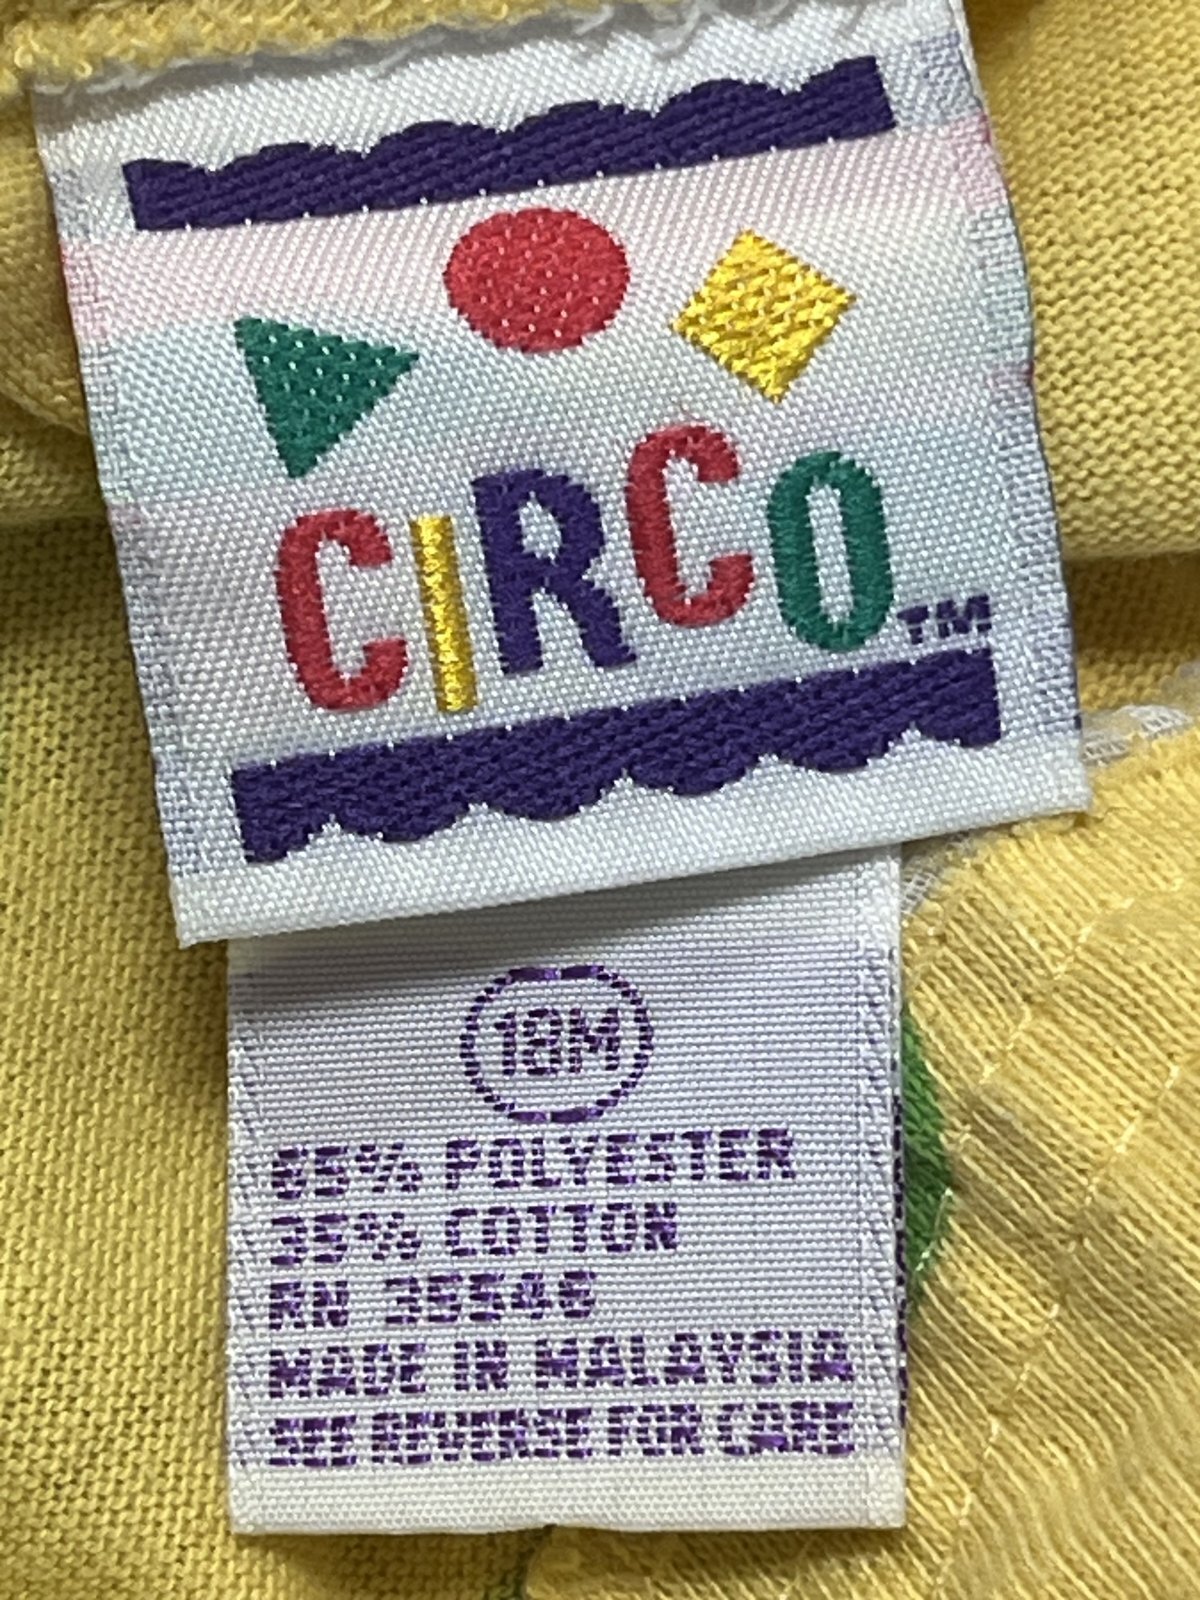 CIRCO™
18M
65% POLYESTER
35% COTTON
RN 35546
MADE IN MALAYSIA
SEE REVERSE FOR CARE